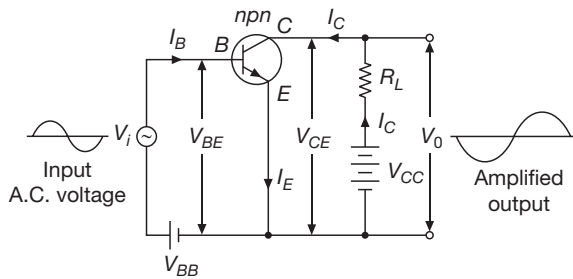 npn
I_B
B
C
I_C
E
R_L
I_C
V_i
~
V_BE
V_CE
V_0
V_CC
I_E
Input
A.C. voltage
Amplified
output
V_BB